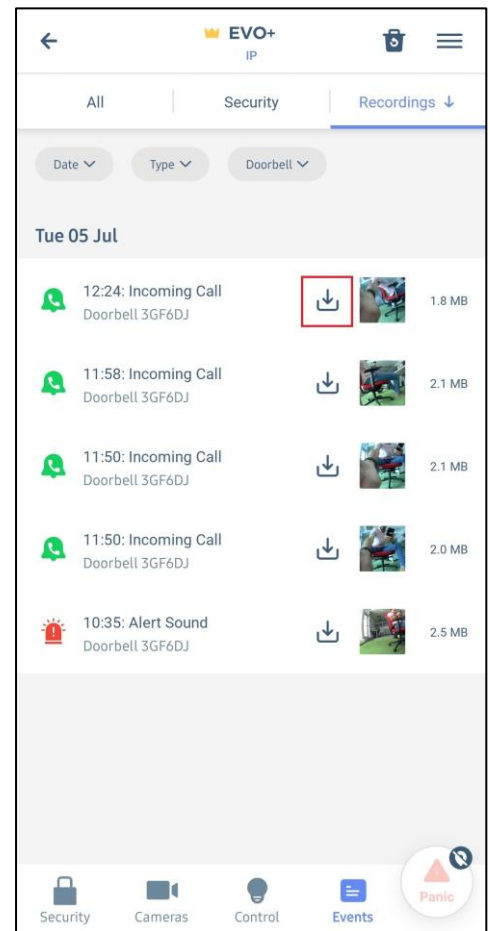 EVO+
IP
All Security Recordings ↓
Date Type Doorbell
Tue 05 Jul
12:24: Incoming Call
Doorbell 3GF6DJ
1.8 MB
11:58: Incoming Call
Doorbell 3GF6DJ
2.1 MB
11:50: Incoming Call
Doorbell 3GF6DJ
2.1 MB
11:50: Incoming Call
Doorbell 3GF6DJ
2.0 MB
10:35: Alert Sound
Doorbell 3GF6DJ
2.5 MB
Security Cameras Control Events Panic